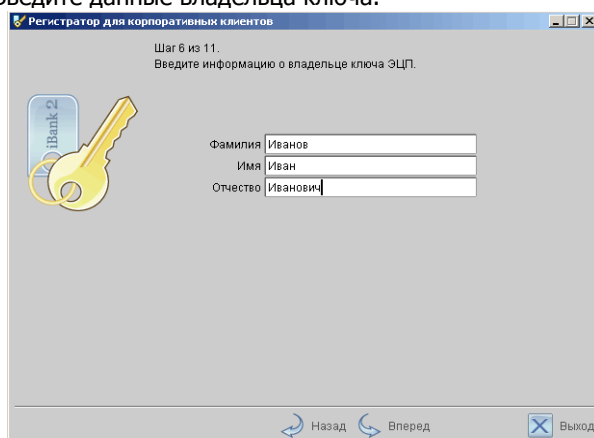 Введите данные владельца ключа.
Регистратор для корпоративных клиентов
Шаг 6 из 11.
Введите информацию о владельце ключа ЭЦП.
iBank 2
Фамилия Иванов
Имя Иван
Отчество Иванович
Назад Вперед Выход